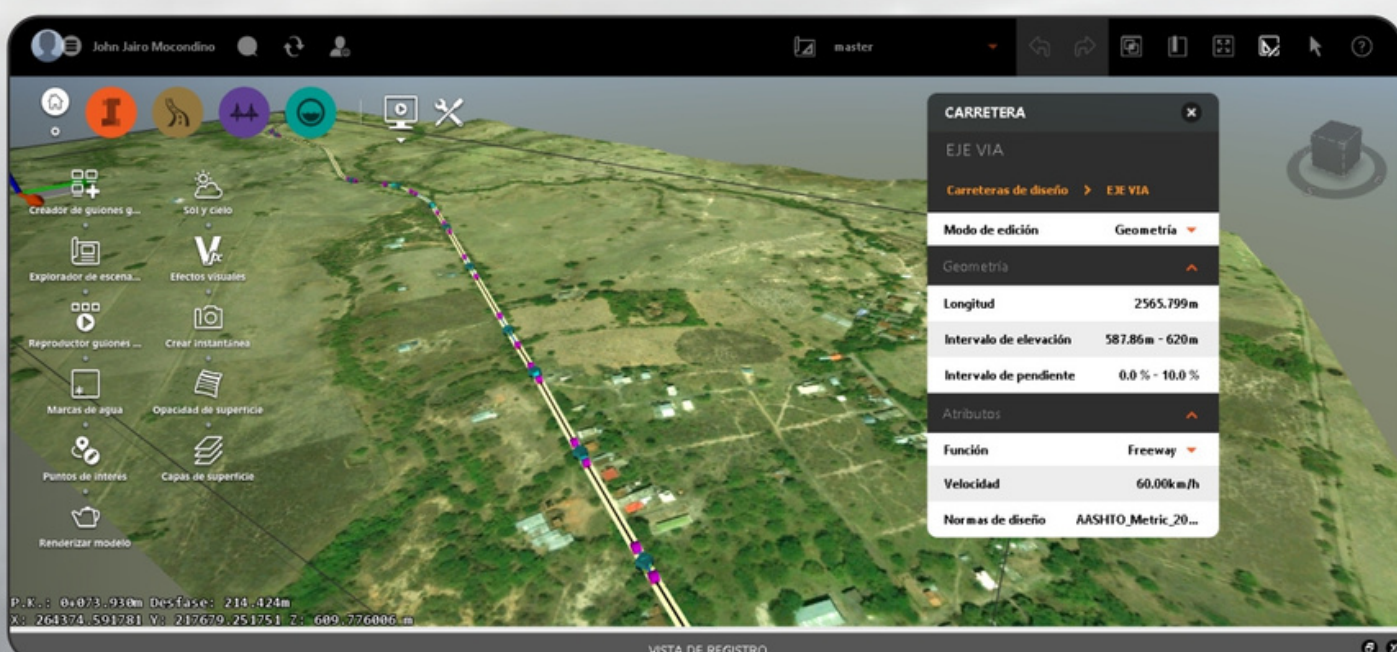 John Jairo Mocondino
master
Creador de guiones g...
Sol y cielo
Explorador de escena...
Efectos visuales
Reproductor guiones ...
Crear instantánea
Marcas de agua
Opacidad de superficie
Puntos de interés
Capas de superficie
Renderizar modelo
CARRETERA
EJE VIA
Carreteras de diseño > EJE VIA
Modo de edición Geometría
Geometría
Longitud 2565.799m
Intervalo de elevación 587.86m - 620m
Intervalo de pendiente 0.0 % - 10.0 %
Atributos
Función Freeway
Velocidad 60.00km/h
Normas de diseño AASHTO_Metric_20...
P.K.: 0+073.930m Desfase: 214.424m
X: 264374.591781 Y: 217679.251751 Z: 609.776006 m
VISTA DE REGISTRO